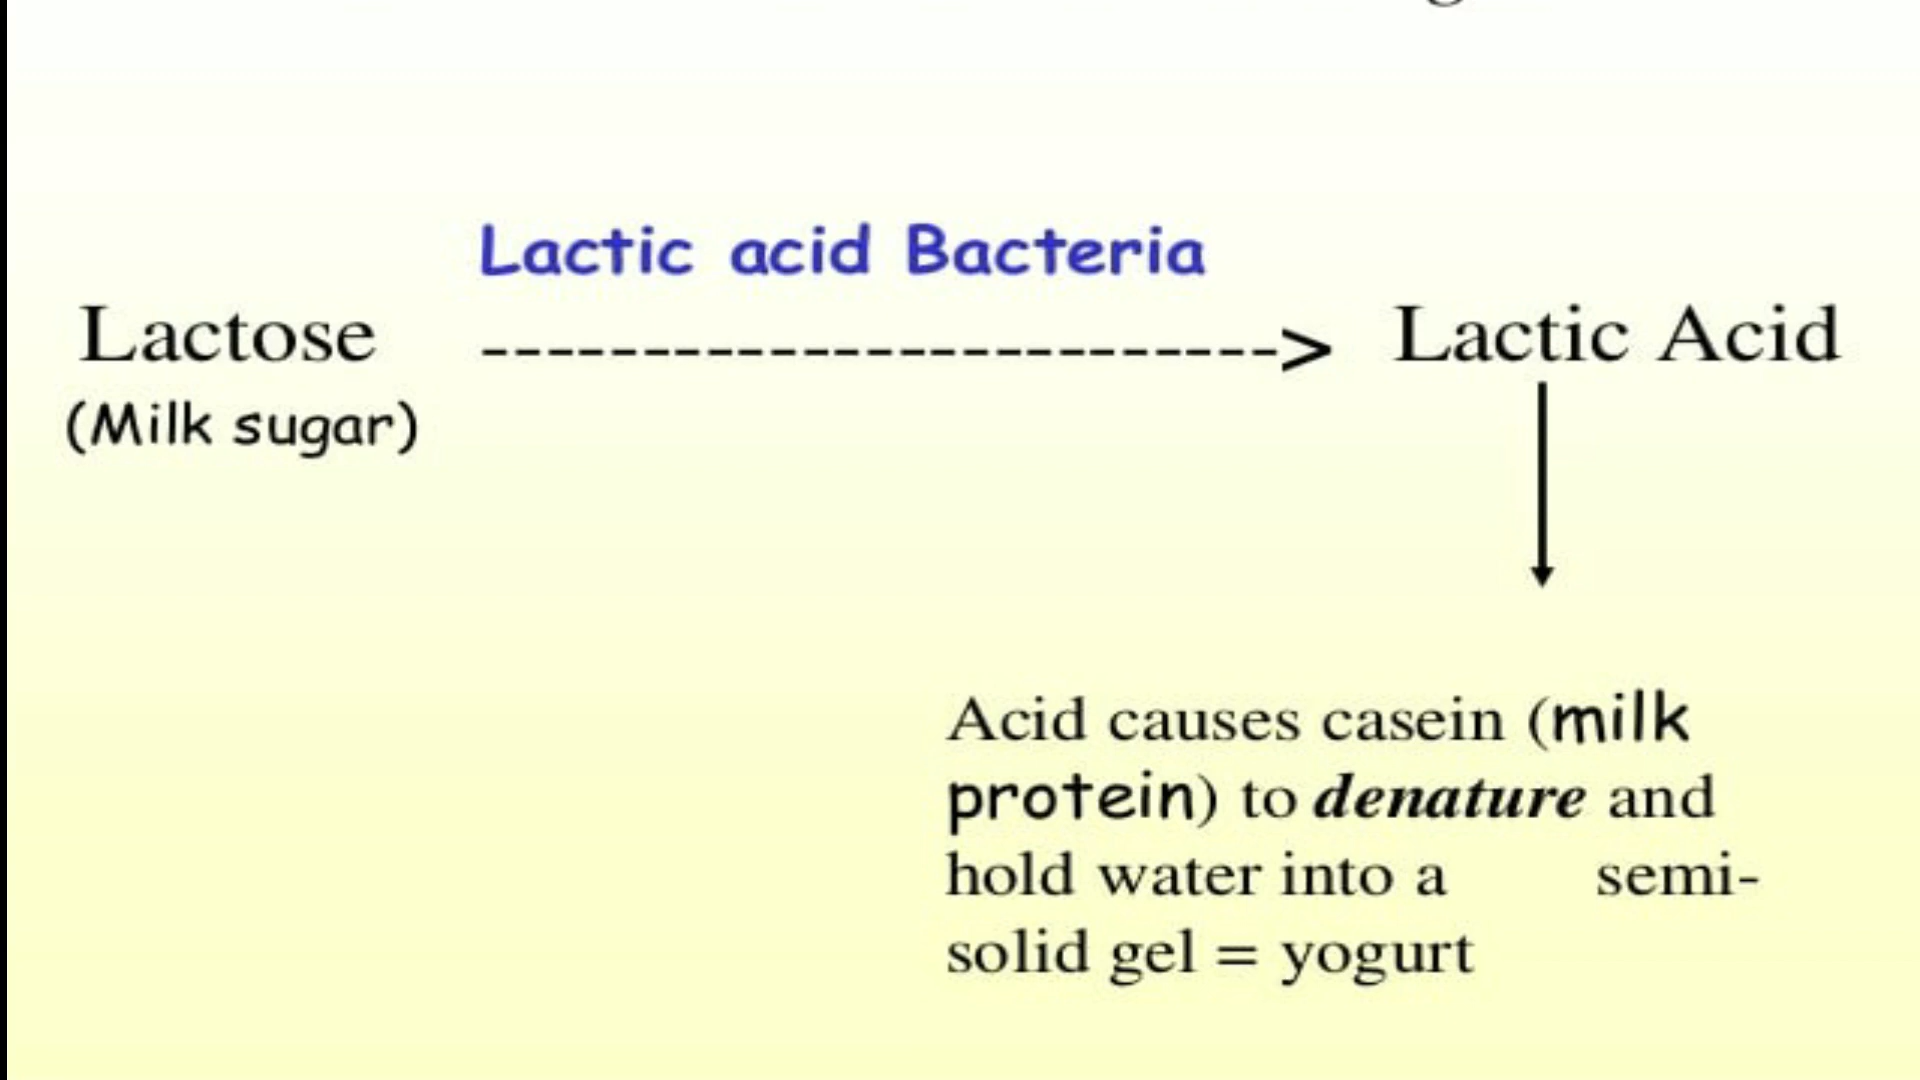 Lactic acid Bacteria
Lactose -------------------------> Lactic Acid
(Milk sugar)
Acid causes casein (milk
protein) to denature and
hold water into a semi-
solid gel = yogurt